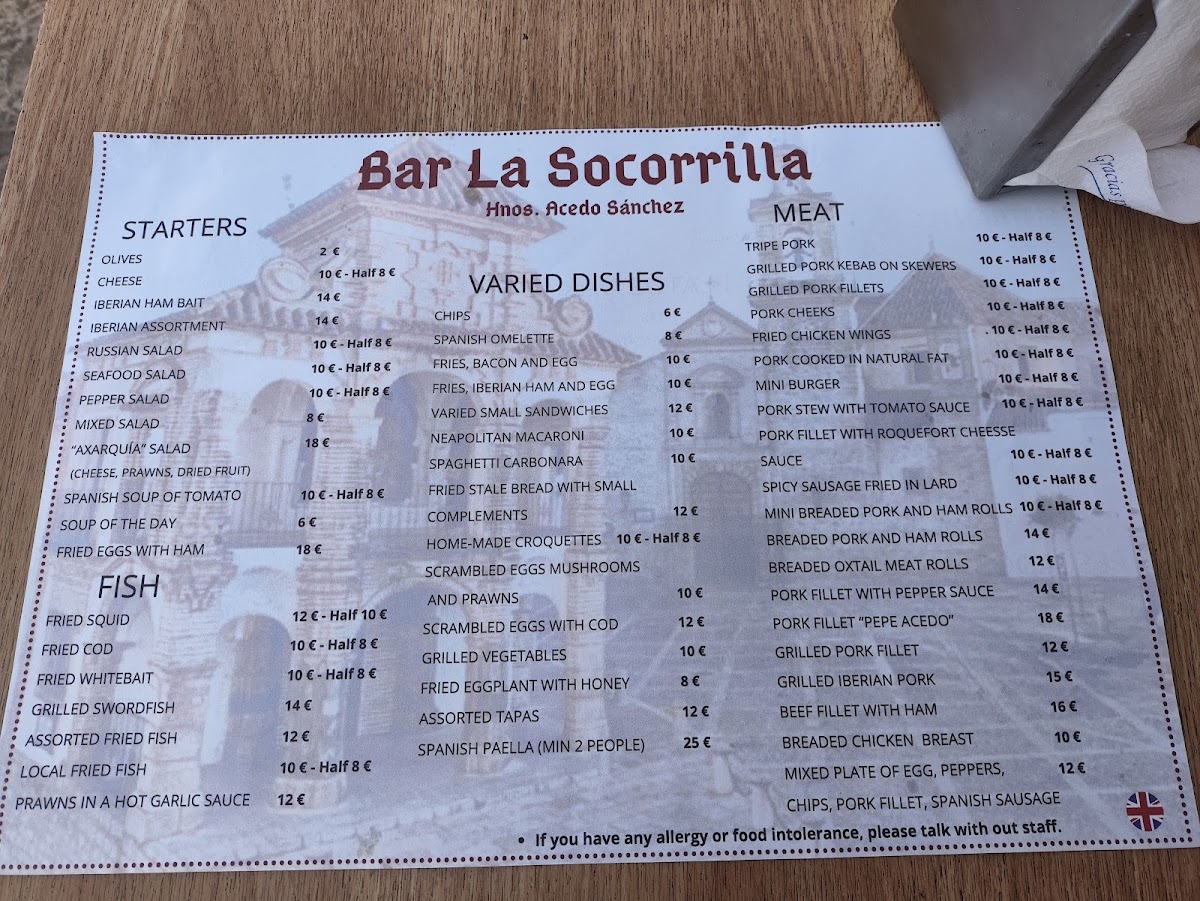 Bar La Socorrilla
Hnos. Acedo Sánchez
STARTERS
OLIVES 2 €
CHEESE 10 € - Half 8 €
IBERIAN HAM BAIT 14 €
IBERIAN ASSORTMENT 14 €
RUSSIAN SALAD 10 € - Half 8 €
SEAFOOD SALAD 10 € - Half 8 €
PEPPER SALAD 10 € - Half 8 €
MIXED SALAD 8 €
“AXARQUÍA” SALAD 18 €
(CHEESE, PRAWNS, DRIED FRUIT)
SPANISH SOUP OF TOMATO 10 € - Half 8 €
SOUP OF THE DAY 6 €
FRIED EGGS WITH HAM 18 €
FISH
FRIED SQUID 12 € - Half 10 €
FRIED COD 10 € - Half 8 €
FRIED WHITEBAIT 10 € - Half 8 €
GRILLED SWORDFISH 14 €
ASSORTED FRIED FISH 12 €
LOCAL FRIED FISH 10 € - Half 8 €
PRAWNS IN A HOT GARLIC SAUCE 12 €
VARIED DISHES
CHIPS 6 €
SPANISH OMELETTE 8 €
FRIES, BACON AND EGG 10 €
FRIES, IBERIAN HAM AND EGG 10 €
VARIED SMALL SANDWICHES 12 €
NEAPOLITAN MACARONI 10 €
SPAGHETTI CARBONARA 10 €
FRIED STALE BREAD WITH SMALL
COMPLEMENTS 12 €
HOME-MADE CROQUETTES 10 € - Half 8 €
SCRAMBLED EGGS MUSHROOMS
AND PRAWNS 10 €
SCRAMBLED EGGS WITH COD 12 €
GRILLED VEGETABLES 10 €
FRIED EGGPLANT WITH HONEY 8 €
ASSORTED TAPAS 12 €
SPANISH PAELLA (MIN 2 PEOPLE) 25 €
MEAT
TRIPE PORK 10 € - Half 8 €
GRILLED PORK KEBAB ON SKEWERS 10 € - Half 8 €
GRILLED PORK FILLETS 10 € - Half 8 €
PORK CHEEKS 10 € - Half 8 €
FRIED CHICKEN WINGS . 10 € - Half 8 €
PORK COOKED IN NATURAL FAT 10 € - Half 8 €
MINI BURGER 10 € - Half 8 €
PORK STEW WITH TOMATO SAUCE 10 € - Half 8 €
PORK FILLET WITH ROQUEFORT CHEESSE
SAUCE 10 € - Half 8 €
SPICY SAUSAGE FRIED IN LARD 10 € - Half 8 €
MINI BREADED PORK AND HAM ROLLS 10 € - Half 8 €
BREADED PORK AND HAM ROLLS 14 €
BREADED OXTAIL MEAT ROLLS 12 €
PORK FILLET WITH PEPPER SAUCE 14 €
PORK FILLET “PEPE ACEDO” 18 €
GRILLED PORK FILLET 12 €
GRILLED IBERIAN PORK 15 €
BEEF FILLET WITH HAM 16 €
BREADED CHICKEN BREAST 10 €
MIXED PLATE OF EGG, PEPPERS, 12 €
CHIPS, PORK FILLET, SPANISH SAUSAGE
• If you have any allergy or food intolerance, please talk with out staff.
Gracias